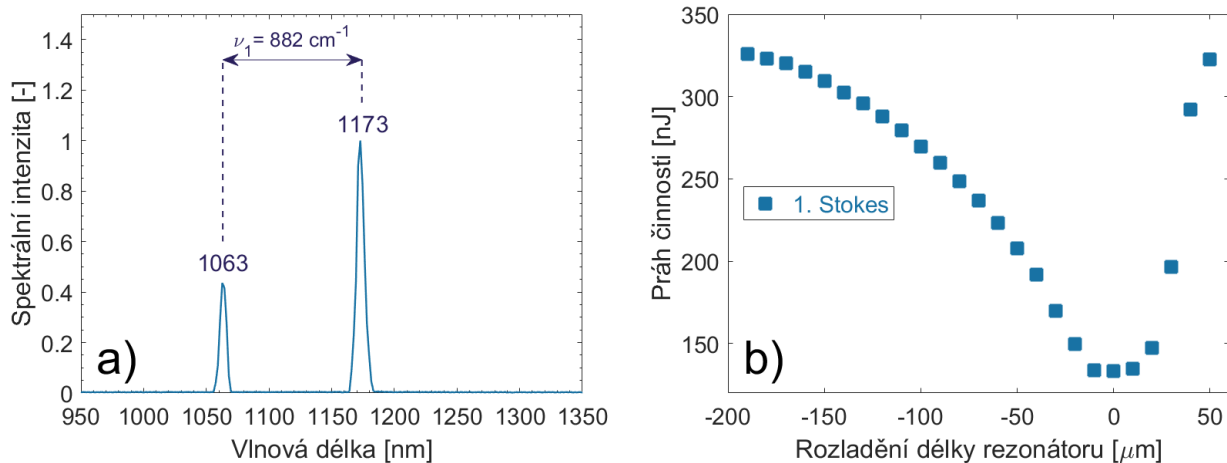 1.4
1.2
1
0.8
0.6
0.4
0.2
0
Spektrální intenzita [-]
ν1= 882 cm-1
1173
1063
a)
950 1000 1050 1100 1150 1200 1250 1300 1350
Vlnová délka [nm]
350
300
250
200
150
Práh činnosti [nJ]
1. Stokes
b)
-200 -150 -100 -50 0 50
Rozladění délky rezonátoru [μm]